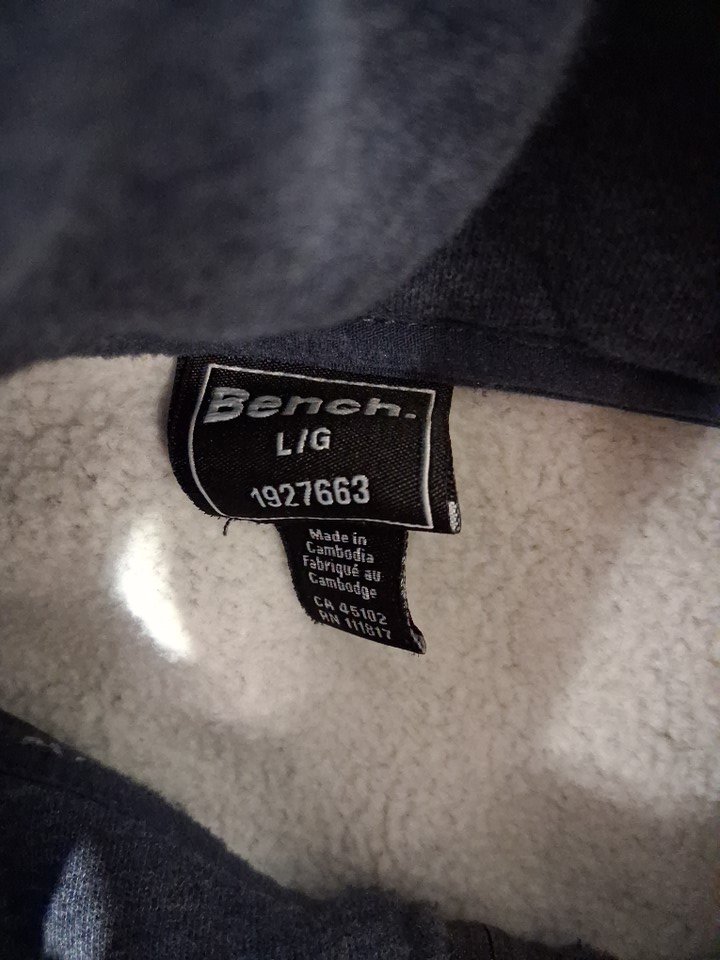 Bench.
L/G
1927663
Made in
Cambodia
Fabriqué au
Cambodge
CA 45102
RN 111817